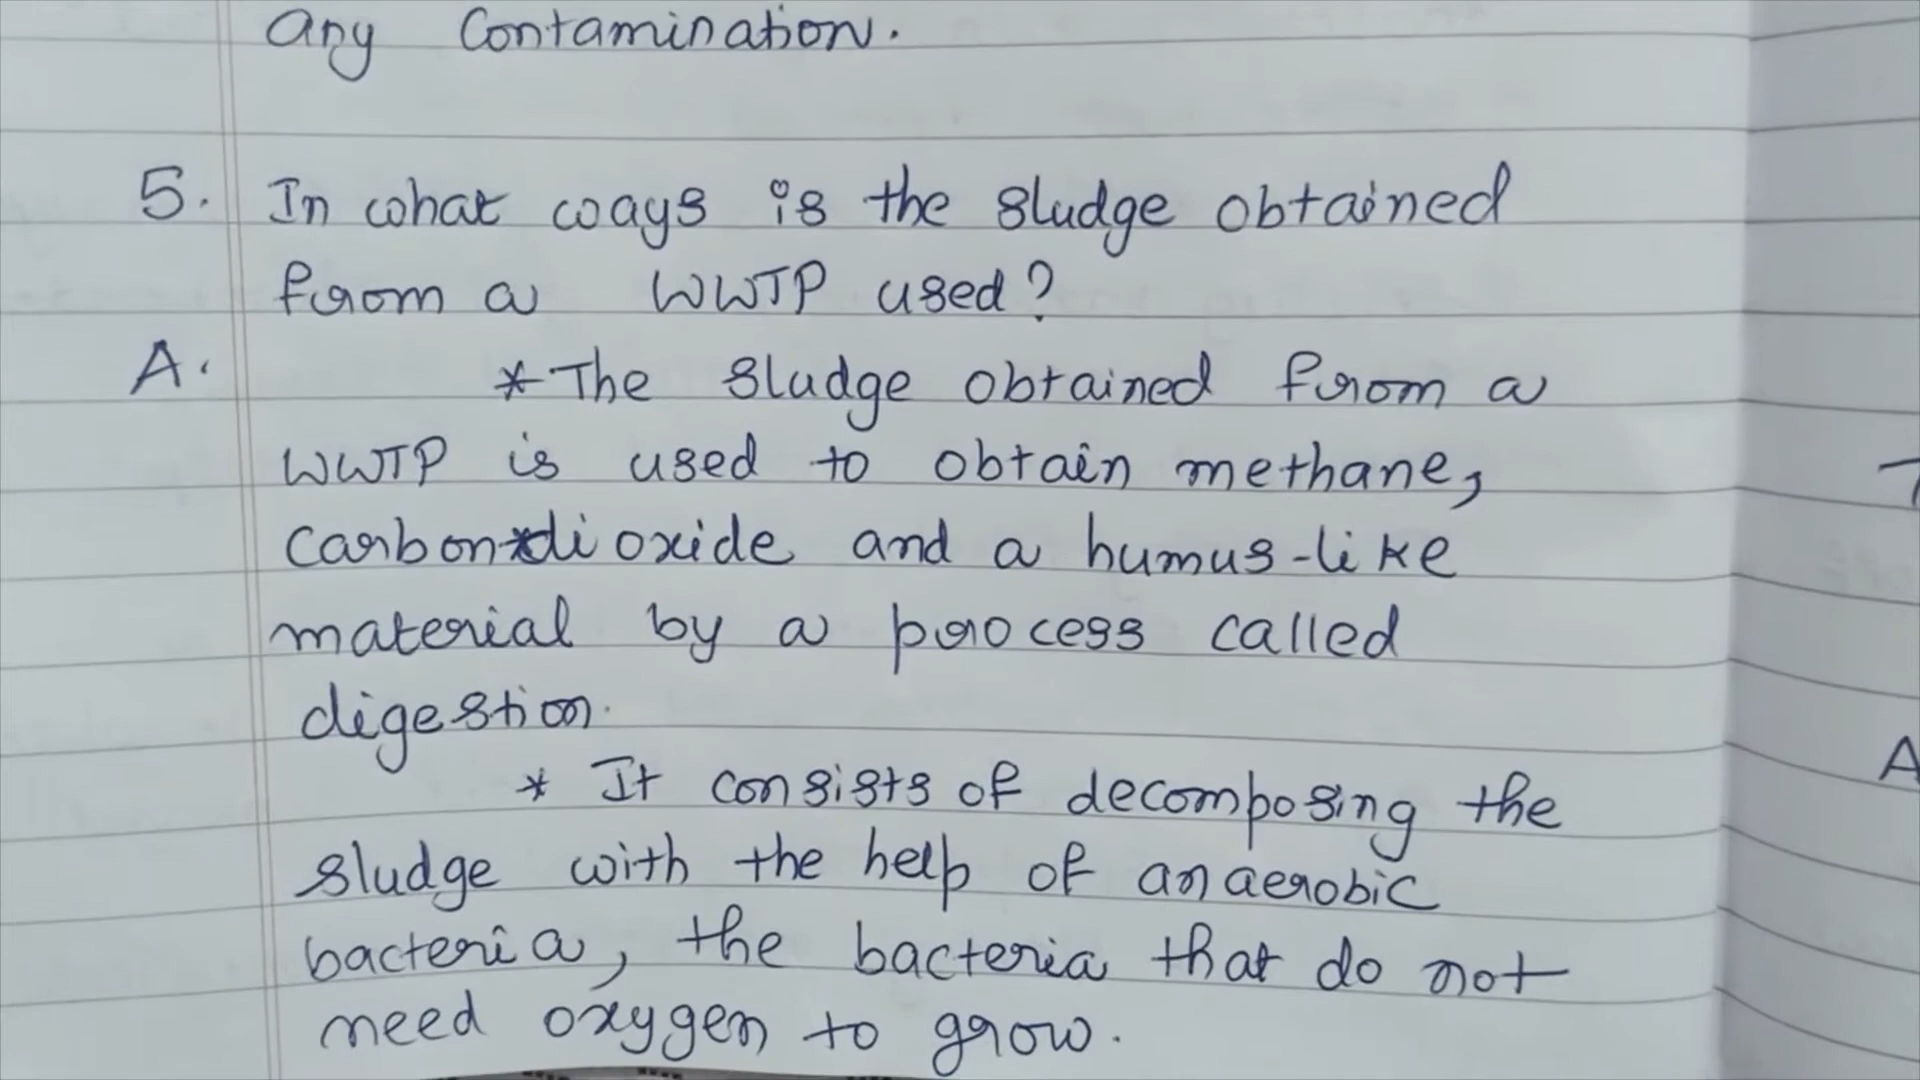 any Contamination.
5. In what ways is the sludge obtained
from a WWTP used?
A. * The sludge obtained from a
WWTP is used to obtain methane,
carbondioxide and a humus-like
material by a process called
digestion.
* It consists of decomposing the
sludge with the help of anaerobic
bacteria, the bacteria that do not
need oxygen to grow.
A